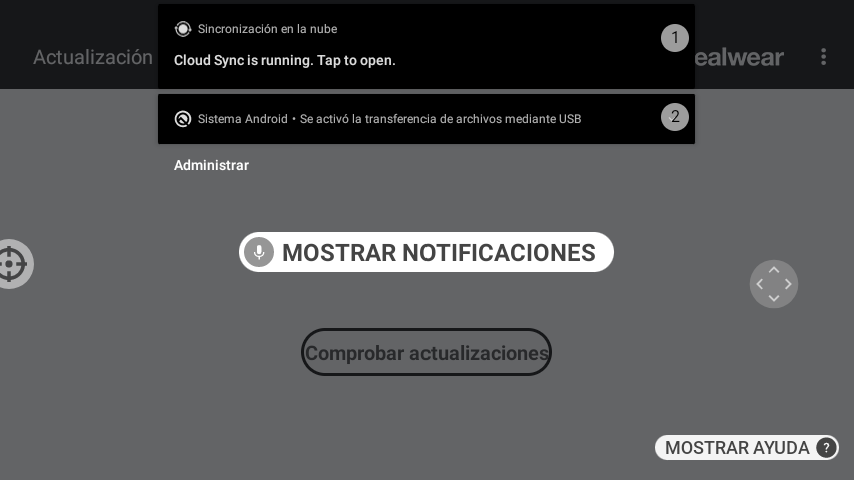 Sincronización en la nube
1
Cloud Sync is running. Tap to open.
Actualización
ealwear
Sistema Android • Se activó la transferencia de archivos mediante USB
2
Administrar
MOSTRAR NOTIFICACIONES
Comprobar actualizaciones
MOSTRAR AYUDA ?